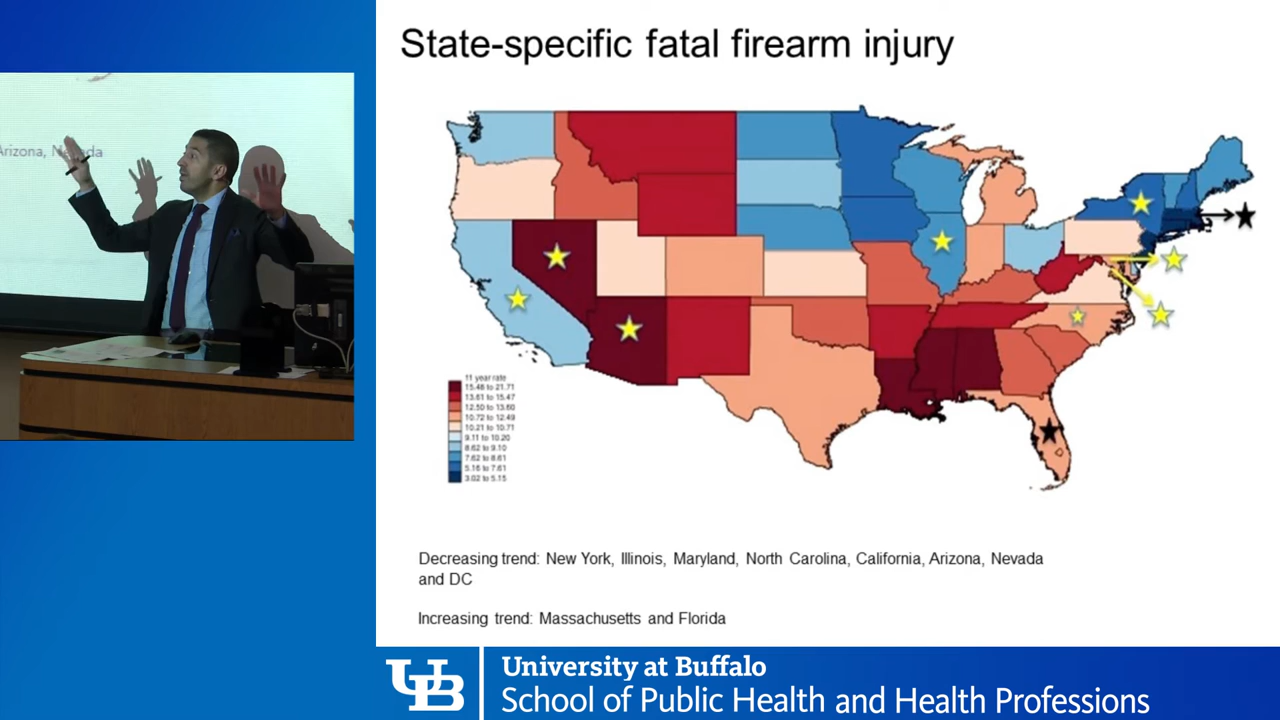 State-specific fatal firearm injury
Arizona, Nevada
11 year rate
15.48 to 21.71
13.61 to 15.47
12.50 to 13.60
10.72 to 12.49
10.21 to 10.71
9.11 to 10.20
8.62 to 9.10
7.62 to 8.61
5.16 to 7.61
3.02 to 5.15
Decreasing trend: New York, Illinois, Maryland, North Carolina, California, Arizona, Nevada
and DC
Increasing trend: Massachusetts and Florida
UB
University at Buffalo
School of Public Health and Health Professions